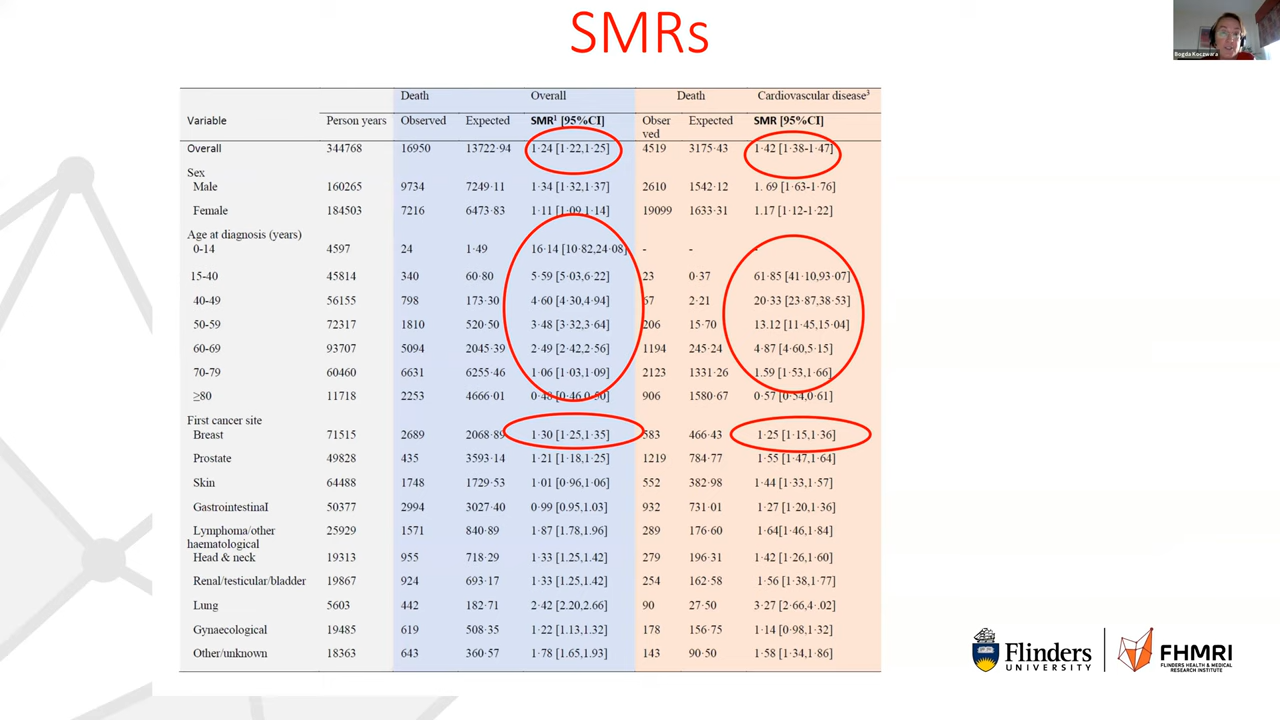 SMRs
Bogda Koczwara
Death Overall Death Cardiovascular disease3
Variable Person years Observed Expected SMR1 [95%CI] Obser Expected SMR [95%CI]
ved
Overall 344768 16950 13722·94 1·24 [1·22,1·25] 4519 3175·43 1·42 [1·38-1·47]
Sex
Male 160265 9734 7249·11 1·34 [1·32,1·37] 2610 1542·12 1. 69 [1·63-1·76]
Female 184503 7216 6473·83 1·11 [1·09,1·14] 19099 1633·31 1.17 [1·12-1·22]
Age at diagnosis (years)
0-14 4597 24 1·49 16·14 [10·82,24·08] - - -
15-40 45814 340 60·80 5·59 [5·03,6·22] 23 0·37 61·85 [41·10,93·07]
40-49 56155 798 173·30 4·60 [4·30,4·94] 67 2·21 20·33 [23·87,38·53]
50-59 72317 1810 520·50 3·48 [3·32,3·64] 206 15·70 13.12 [11·45,15·04]
60-69 93707 5094 2045·39 2·49 [2·42,2·56] 1194 245·24 4·87 [4·60,5·15]
70-79 60460 6631 6255·46 1·06 [1·03,1·09] 2123 1331·26 1.59 [1·53,1·66]
≥80 11718 2253 4666·01 0·48 [0·46,0·50] 906 1580·67 0·57 [0·54,0·61]
First cancer site
Breast 71515 2689 2068·89 1·30 [1·25,1·35] 583 466·43 1·25 [1·15,1·36]
Prostate 49828 435 3593·14 1·21 [1·18,1·25] 1219 784·77 1·55 [1·47,1·64]
Skin 64488 1748 1729·53 1·01 [0·96,1·06] 552 382·98 1·44 [1·33,1·57]
Gastrointestinal 50377 2994 3027·40 0·99 [0.95,1.03] 932 731·01 1·27 [1·20,1·36]
Lymphoma/other 25929 1571 840·89 1·87 [1.78,1.96] 289 176·60 1·64[1·46,1·84]
haematological
Head & neck 19313 955 718·29 1·33 [1.25,1.42] 279 196·31 1·42 [1·26,1·60]
Renal/testicular/bladder 19867 924 693·17 1·33 [1.25,1.42] 254 162·58 1·56 [1·38,1·77]
Lung 5603 442 182·71 2·42 [2.20,2.66] 90 27·50 3·27 [2·66,4·.02]
Gynaecological 19485 619 508·35 1·22 [1.13,1.32] 178 156·75 1·14 [0·98,1·32]
Other/unknown 18363 643 360·57 1·78 [1.65,1.93] 143 90·50 1·58 [1·34,1·86]
Flinders
UNIVERSITY
FHMRI
FLINDERS HEALTH & MEDICAL
RESEARCH INSTITUTE